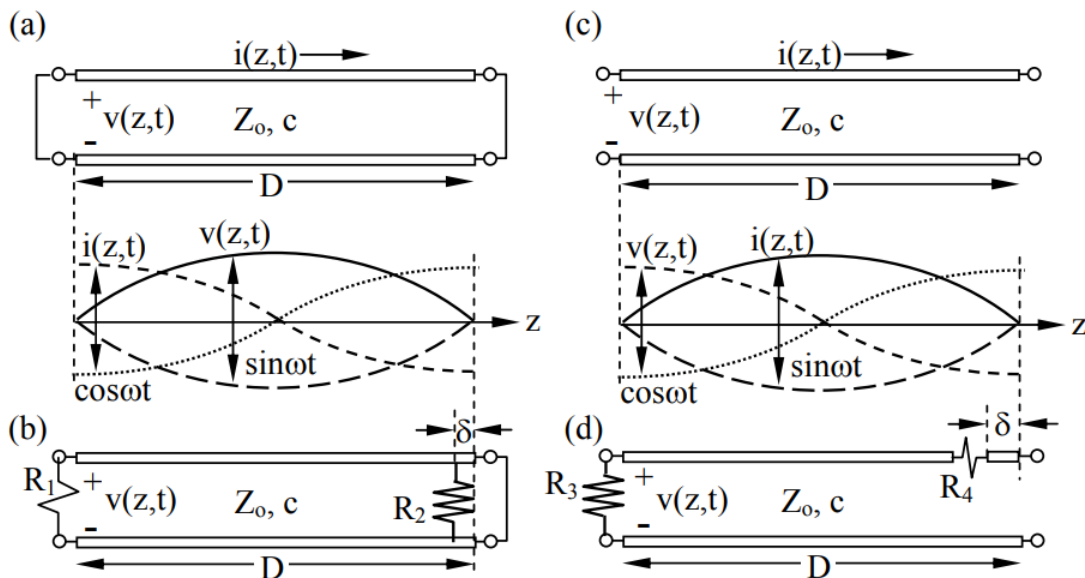 (a)
i(z,t)
+
v(z,t)
Zo, c
-
D
i(z,t)
v(z,t)
z
cosωt
sinωt
(b)
δ
R1
+
v(z,t)
Zo, c
R2
-
D
(c)
i(z,t)
+
v(z,t)
Zo, c
-
D
v(z,t)
i(z,t)
z
cosωt
sinωt
(d)
δ
R3
+
v(z,t)
Zo, c
R4
-
D